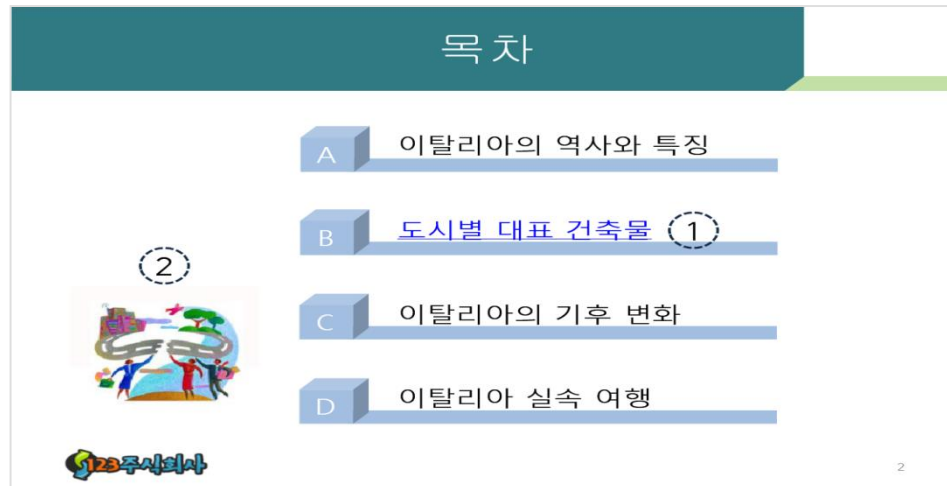 목차
A 이탈리아의 역사와 특징
B 도시별 대표 건축물 ①
②
C 이탈리아의 기후 변화
D 이탈리아 실속 여행
123주식회사
2